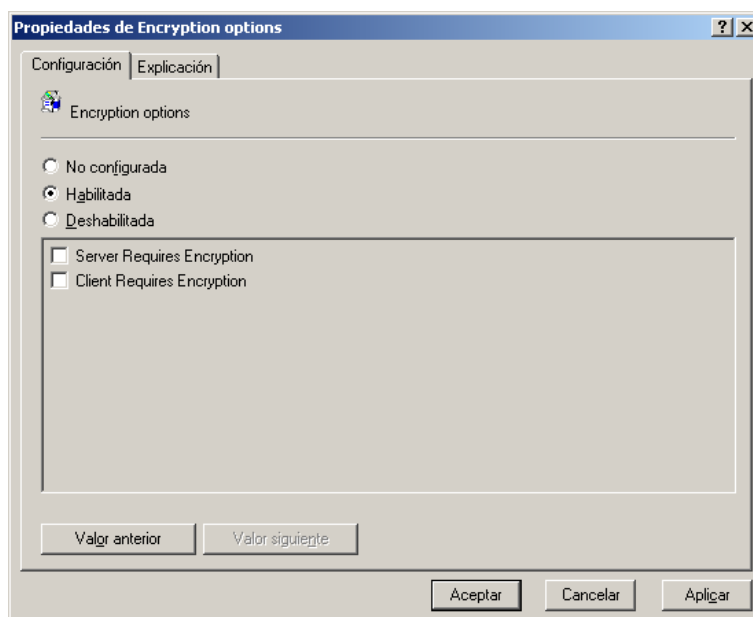 Propiedades de Encryption options
Configuración
Explicación
Encryption options
No configurada
Habilitada
Deshabilitada
Server Requires Encryption
Client Requires Encryption
Valor anterior
Valor siguiente
Aceptar
Cancelar
Aplicar